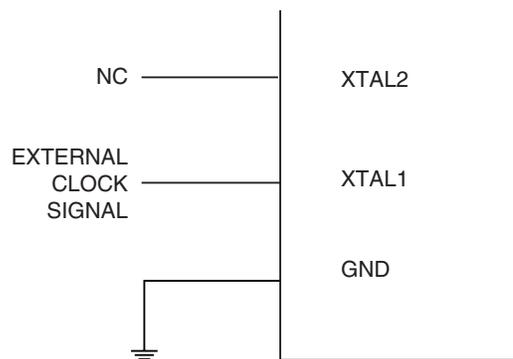 NC
XTAL2
EXTERNAL
CLOCK
SIGNAL
XTAL1
GND